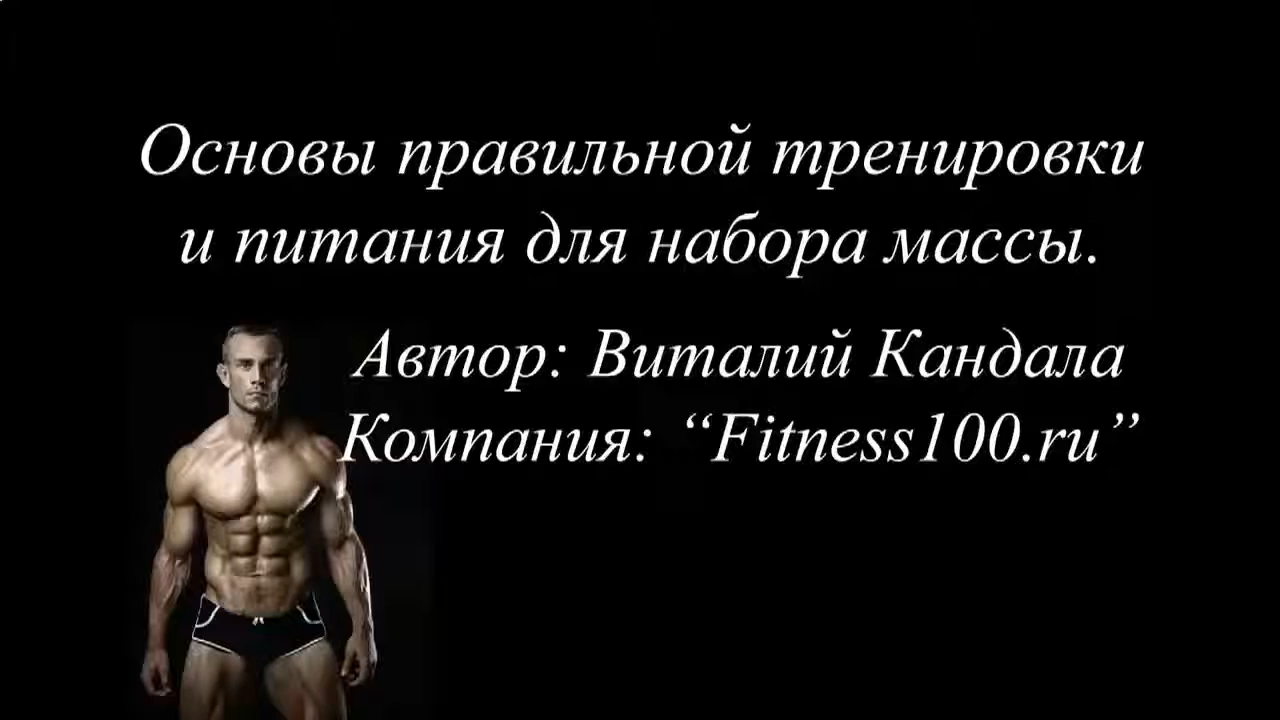 Основы правильной тренировки
и питания для набора массы.
Автор: Виталий Кандала
Компания: “Fitness100.ru”